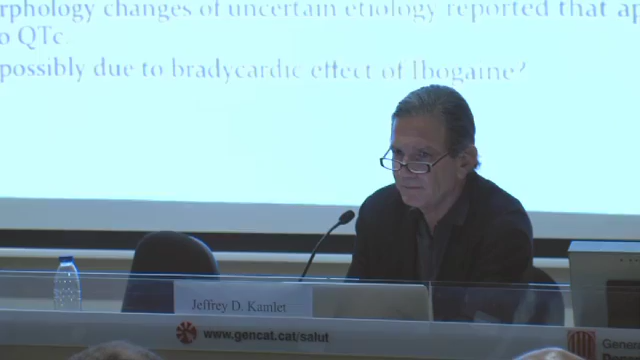 rphology changes of uncertain etiology reported that ap
o QTc.
possibly due to bradycardic effect of Ibogaine?
Jeffrey D. Kamlet
www.gencat.cat/salut
Genera